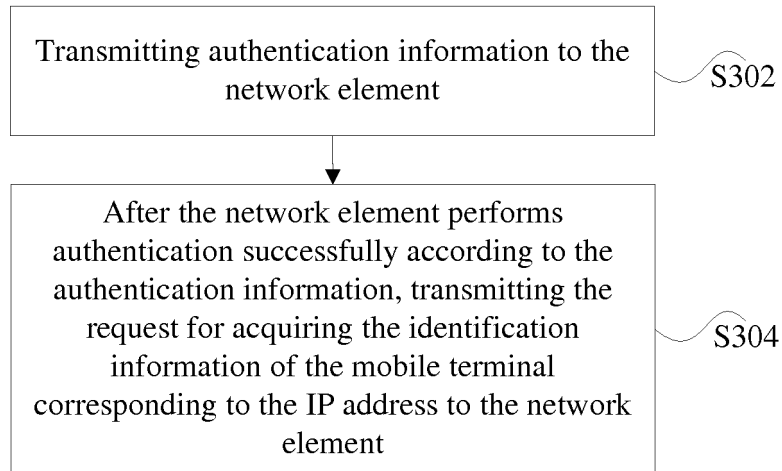 Transmitting authentication information to the
network element
S302
After the network element performs
authentication successfully according to the
authentication information, transmitting the
request for acquiring the identification
information of the mobile terminal
corresponding to the IP address to the network
element
S304